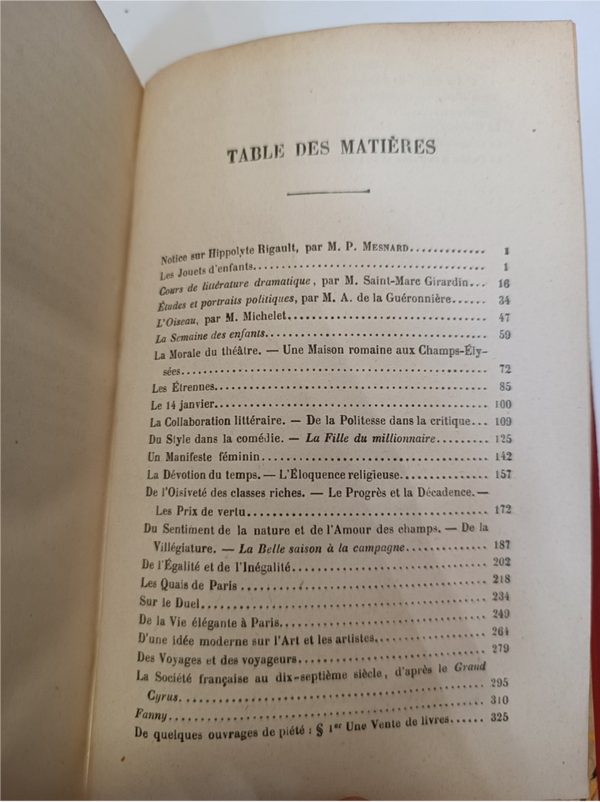 TABLE DES MATIÈRES
Notice sur Hippolyte Rigault, par M. P. MESNARD............. 1
Les Jouets d'enfants........................................ 1
Cours de littérature dramatique, par M. Saint-Marc Girardin... 16
Études et portraits politiques, par M. A. de la Guéronnière...... 34
L'Oiseau, par M. Michelet................................... 47
La Semaine des enfants...................................... 59
La Morale du théâtre. — Une Maison romaine aux Champs-Ély-
sées........................................................ 72
Les Étrennes................................................ 85
Le 14 janvier............................................... 100
La Collaboration littéraire. — De la Politesse dans la critique... 109
Du Style dans la comédie. — La Fille du millionnaire......... 125
Un Manifeste féminin........................................ 142
La Dévotion du temps. — L'Éloquence religieuse.............. 157
De l'Oisiveté des classes riches. — Le Progrès et la Décadence. —
Les Prix de vertu........................................... 172
Du Sentiment de la nature et de l'Amour des champs. — De la
Villégiature. — La Belle saison à la campagne............... 187
De l'Égalité et de l'Inégalité.............................. 202
Les Quais de Paris.......................................... 218
Sur le Duel................................................. 234
De la Vie élégante à Paris.................................. 249
D'une idée moderne sur l'Art et les artistes................ 264
Des Voyages et des voyageurs................................ 279
La Société française au dix-septième siècle, d'après le Grand
Cyrus....................................................... 295
Fanny....................................................... 310
De quelques ouvrages de piété : § 1er Une Vente de livres...... 325